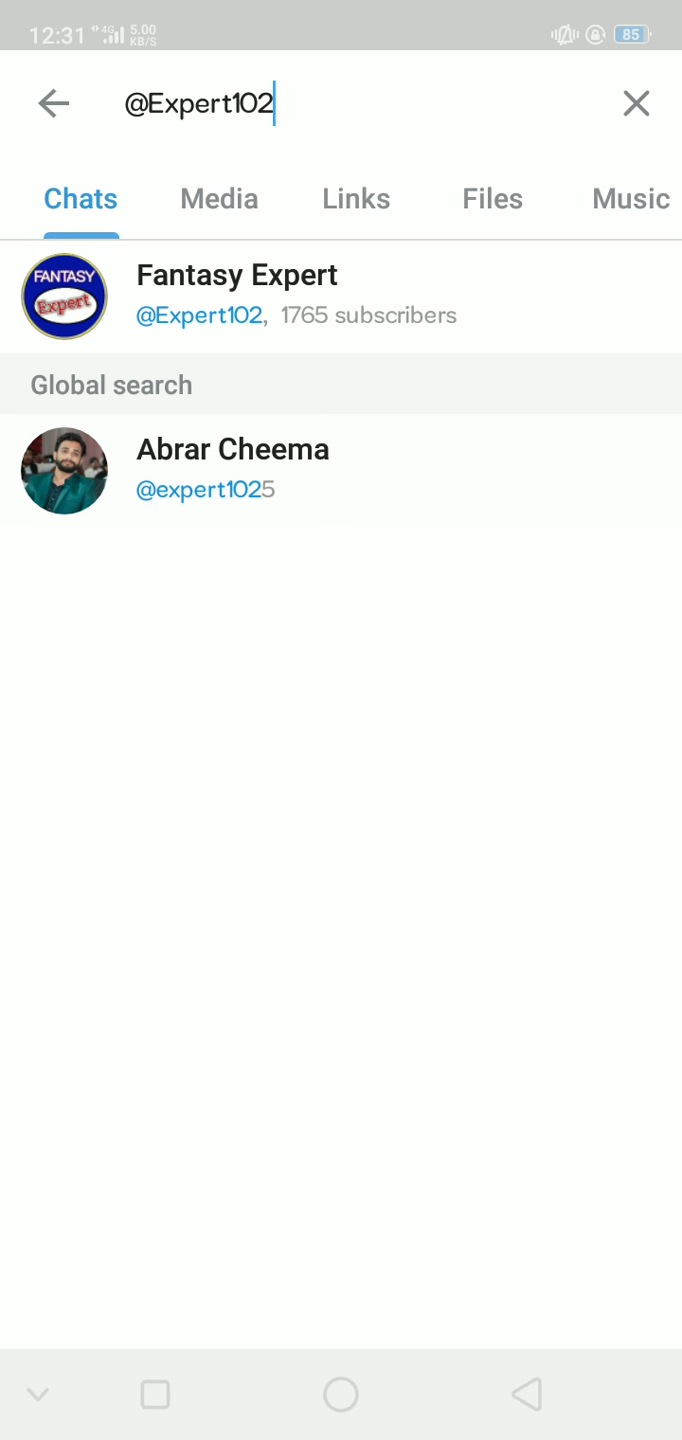 12:31 4G 5.00 KB/S 85
@Expert102
Chats Media Links Files Music
FANTASY
Expert
Fantasy Expert
@Expert102, 1765 subscribers
Global search
Abrar Cheema
@expert1025